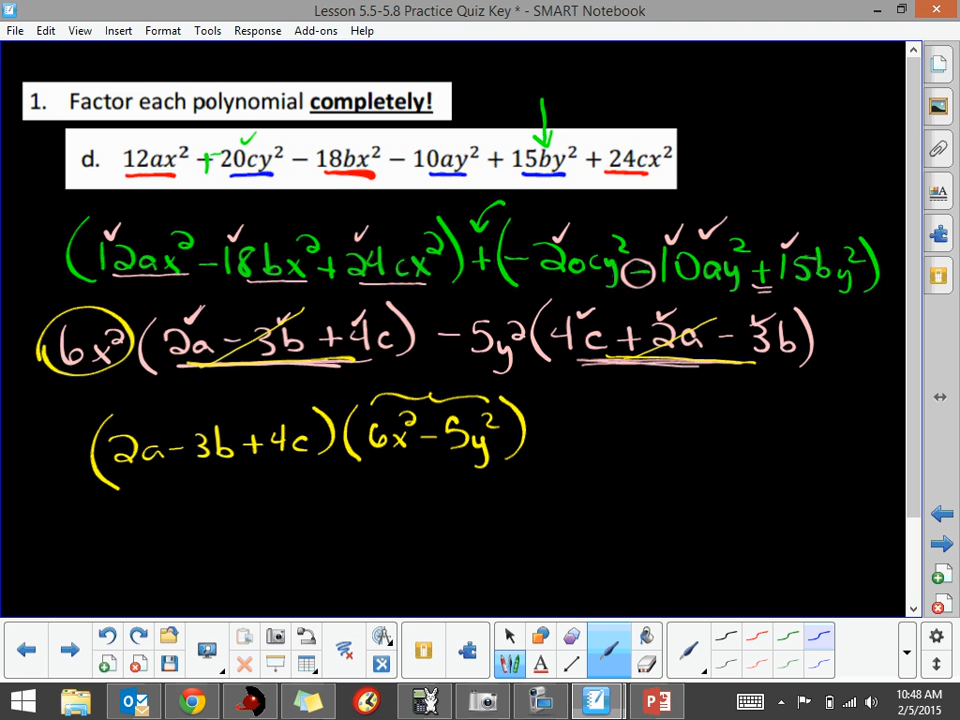 Lesson 5.5-5.8 Practice Quiz Key * - SMART Notebook
File Edit View Insert Format Tools Response Add-ons Help
1. Factor each polynomial completely!
d. 12ax² + 20cy² − 18bx² − 10ay² + 15by² + 24cx²
(12ax² − 18bx² + 24cx²) + (− 20cy² − 10ay² + 15by²)
6x² (2a − 3b + 4c) − 5y² (4c + 2a − 3b)
(2a − 3b + 4c) (6x² − 5y²)
10:48 AM
2/5/2015